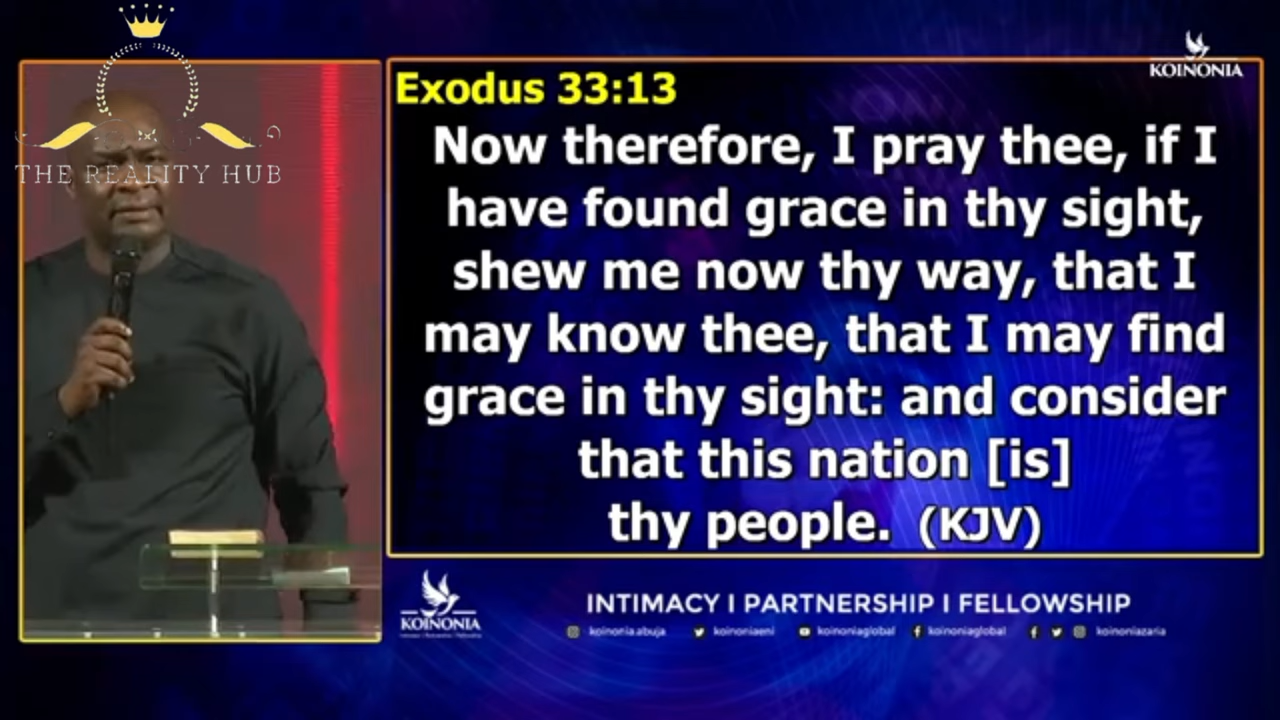 THE REALITY HUB
KOINONIA
Exodus 33:13
Now therefore, I pray thee, if I
have found grace in thy sight,
shew me now thy way, that I
may know thee, that I may find
grace in thy sight: and consider
that this nation [is]
thy people. (KJV)
KOINONIA
INTIMACY I PARTNERSHIP I FELLOWSHIP
koinonia.abuja koinoniaeni koinoniaglobal koinoniaglobal koinoniazaria